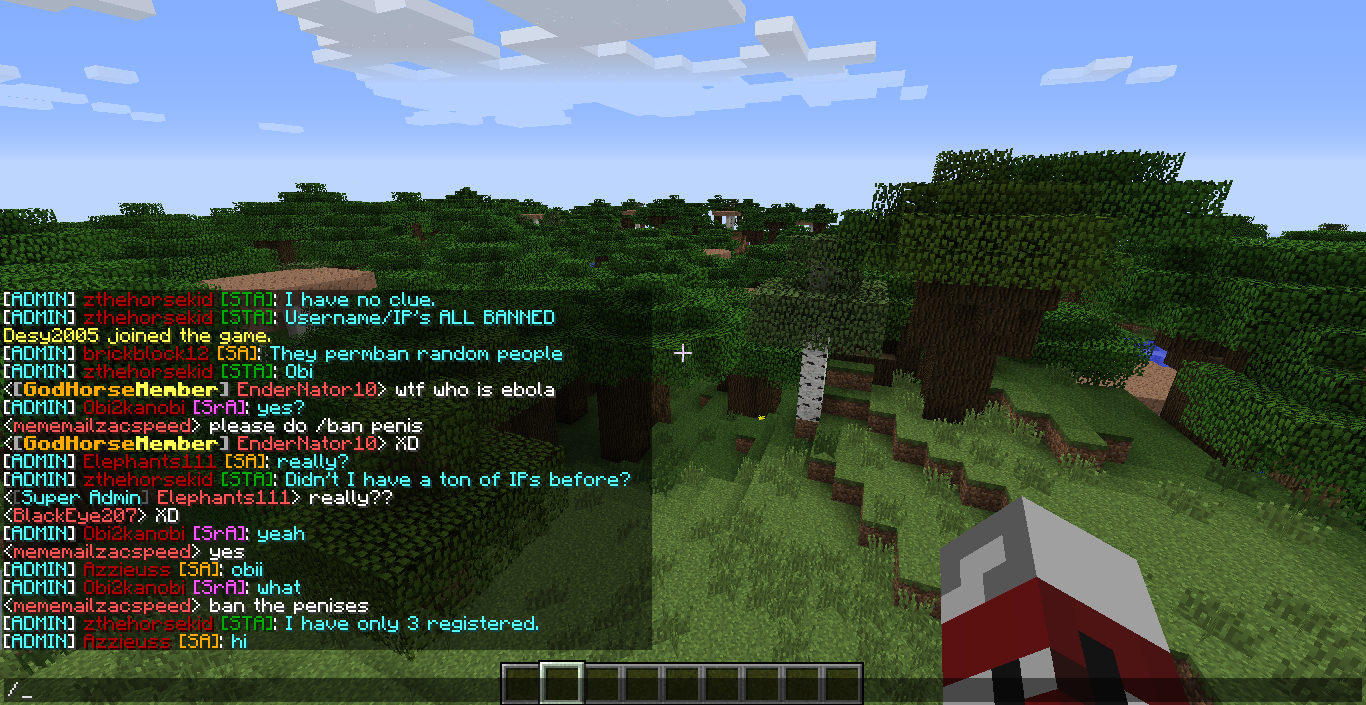 [ADMIN] zthehorsekid [STA]: I have no clue.
[ADMIN] zthehorsekid [STA]: Username/IP's ALL BANNED
Desy2005 joined the game.
[ADMIN] brickblock12 [SA]: They permban random people
[ADMIN] zthehorsekid [STA]: Obi
<[GodHorseMember] EnderNator10> wtf who is ebola
[ADMIN] Obi2kanobi [SrA]: yes?
<mememailzacspeed> please do /ban penis
<[GodHorseMember] EnderNator10> XD
[ADMIN] Elephants111 [SA]: really?
[ADMIN] zthehorsekid [STA]: Didn't I have a ton of IPs before?
<[Super Admin] Elephants111> really??
<BlackEye207> XD
[ADMIN] Obi2kanobi [SrA]: yeah
<mememailzacspeed> yes
[ADMIN] Azzieuss [SA]: obii
[ADMIN] Obi2kanobi [SrA]: what
<mememailzacspeed> ban the penises
[ADMIN] zthehorsekid [STA]: I have only 3 registered.
[ADMIN] Azzieuss [SA]: hi
/_